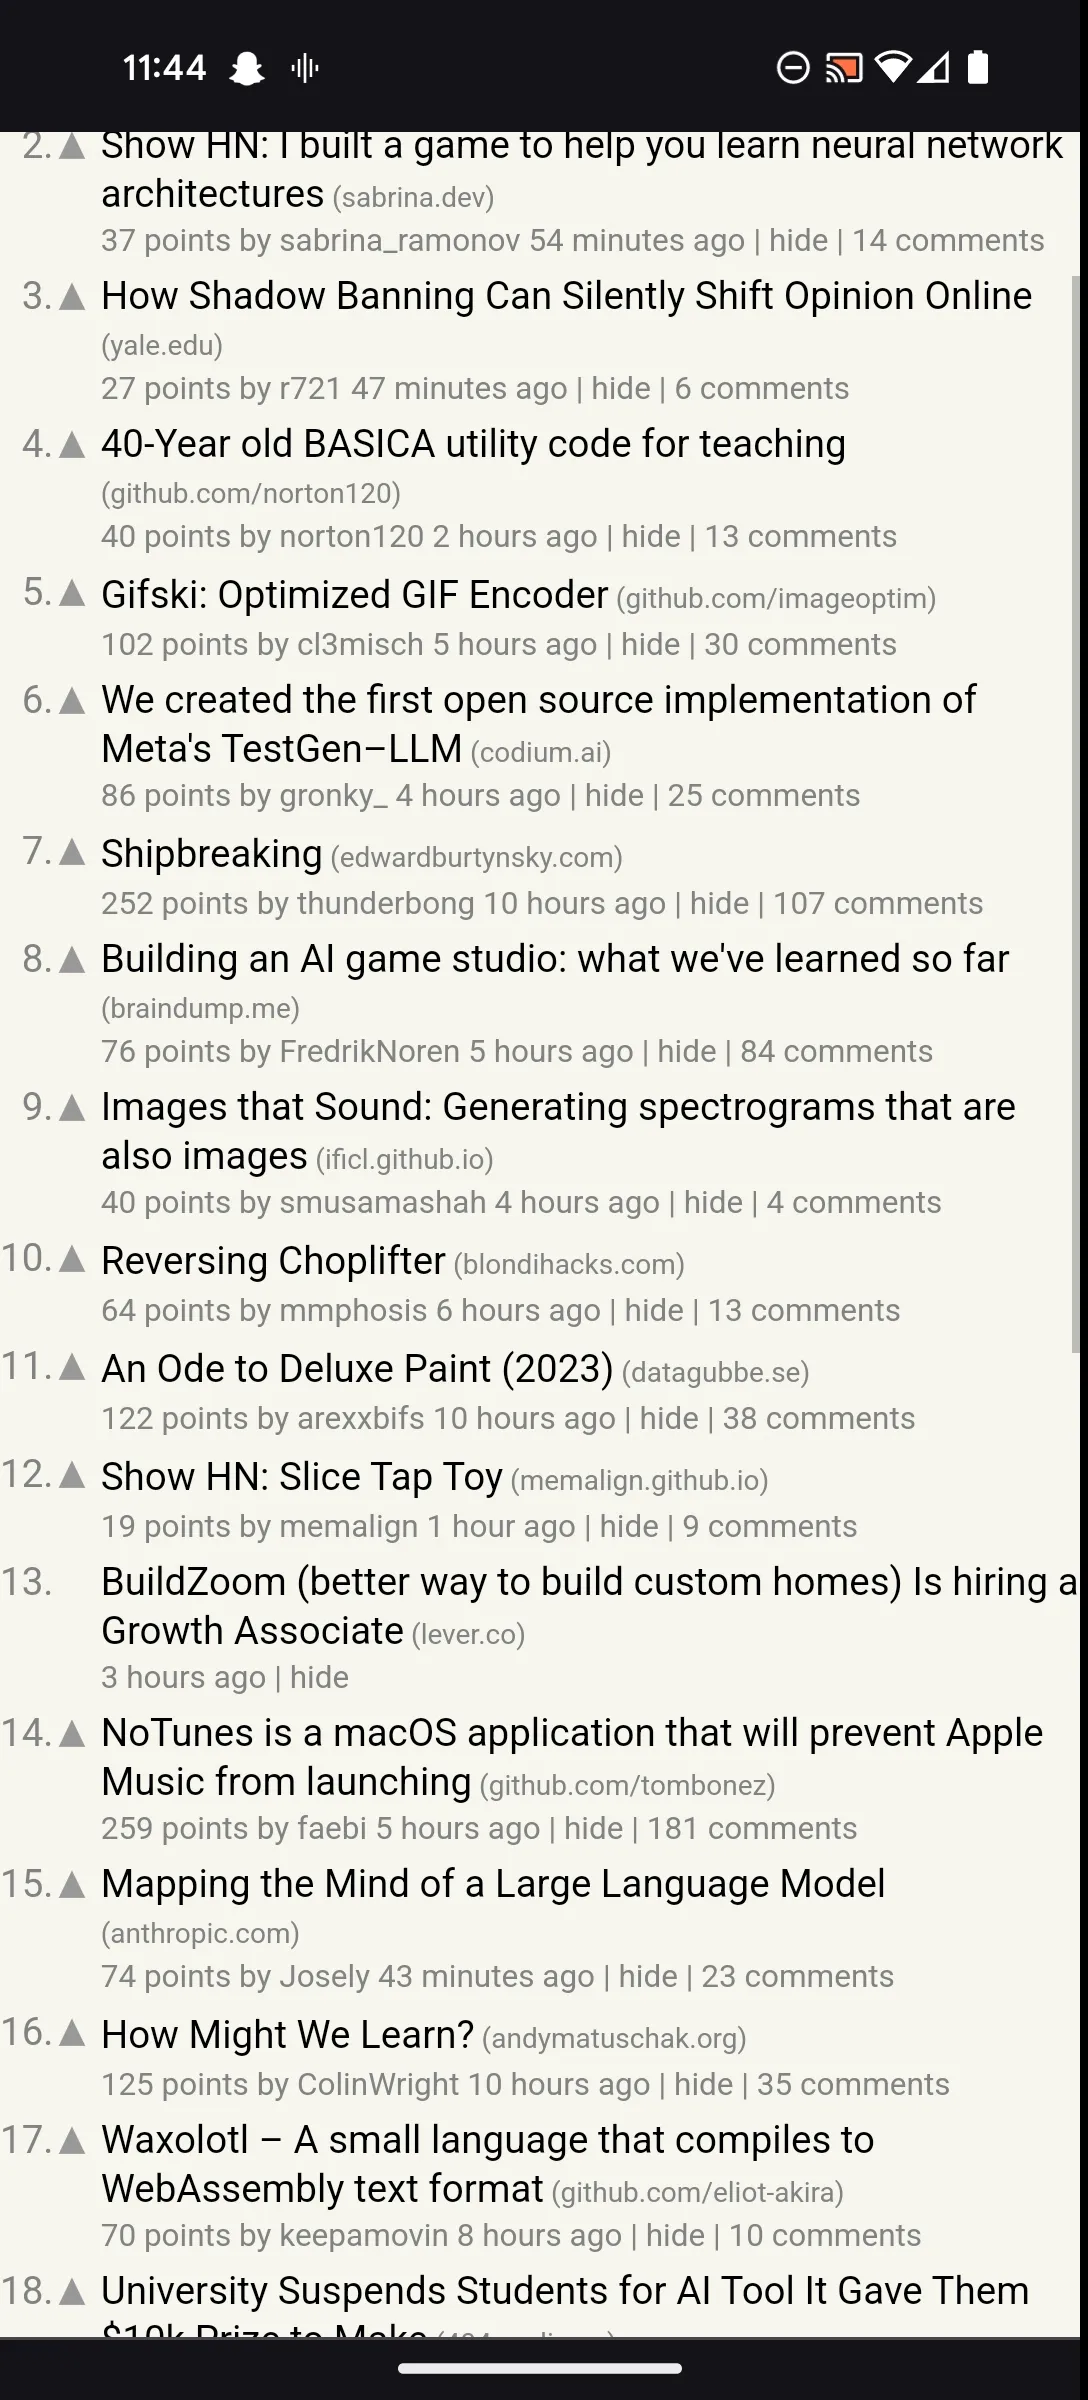 11:44
2. Show HN: I built a game to help you learn neural network
architectures (sabrina.dev)
37 points by sabrina_ramonov 54 minutes ago | hide | 14 comments
3. How Shadow Banning Can Silently Shift Opinion Online
(yale.edu)
27 points by r721 47 minutes ago | hide | 6 comments
4. 40-Year old BASICA utility code for teaching
(github.com/norton120)
40 points by norton120 2 hours ago | hide | 13 comments
5. Gifski: Optimized GIF Encoder (github.com/imageoptim)
102 points by cl3misch 5 hours ago | hide | 30 comments
6. We created the first open source implementation of
Meta's TestGen–LLM (codium.ai)
86 points by gronky_ 4 hours ago | hide | 25 comments
7. Shipbreaking (edwardburtynsky.com)
252 points by thunderbong 10 hours ago | hide | 107 comments
8. Building an AI game studio: what we've learned so far
(braindump.me)
76 points by FredrikNoren 5 hours ago | hide | 84 comments
9. Images that Sound: Generating spectrograms that are
also images (ificl.github.io)
40 points by smusamashah 4 hours ago | hide | 4 comments
10. Reversing Choplifter (blondihacks.com)
64 points by mmphosis 6 hours ago | hide | 13 comments
11. An Ode to Deluxe Paint (2023) (datagubbe.se)
122 points by arexxbifs 10 hours ago | hide | 38 comments
12. Show HN: Slice Tap Toy (memalign.github.io)
19 points by memalign 1 hour ago | hide | 9 comments
13. BuildZoom (better way to build custom homes) Is hiring a
Growth Associate (lever.co)
3 hours ago | hide
14. NoTunes is a macOS application that will prevent Apple
Music from launching (github.com/tombonez)
259 points by faebi 5 hours ago | hide | 181 comments
15. Mapping the Mind of a Large Language Model
(anthropic.com)
74 points by Josely 43 minutes ago | hide | 23 comments
16. How Might We Learn? (andymatuschak.org)
125 points by ColinWright 10 hours ago | hide | 35 comments
17. Waxolotl – A small language that compiles to
WebAssembly text format (github.com/eliot-akira)
70 points by keepamovin 8 hours ago | hide | 10 comments
18. University Suspends Students for AI Tool It Gave Them
$10k Prize to Make